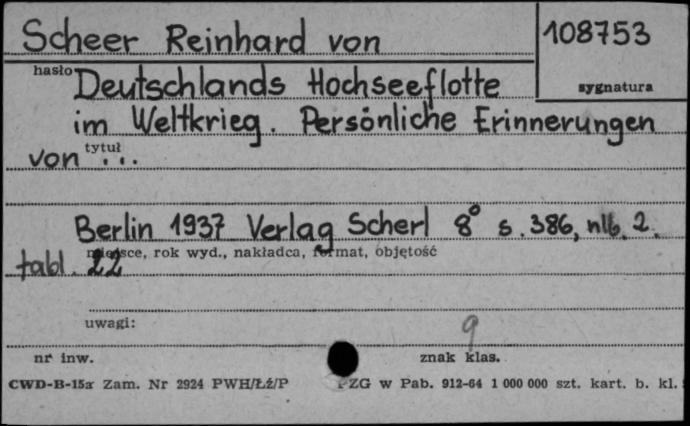 Scheer Reinhard von
108753
hasło Deutschlands Hochseeflotte
sygnatura
im Weltkrieg. Persönliche Erinnerungen
von tytuł ...
Berlin 1937 Verlag Scherl 8° s. 386, nlb. 2.
miejsce, rok wyd., nakładca, format, objętość
tabl. 22
uwagi:
9
nr inw.
znak klas.
CWD-B-15a Zam. Nr 2924 PWH/Łź/P PZG w Pab. 912-64 1 000 000 szt. kart. b. kl.